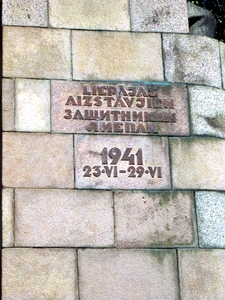 LIEPĀJAS
AIZSTĀVJIEM
ЗАЩИТНИКАМ
ЛИЕПАИ
1941
23·VI–29·VI